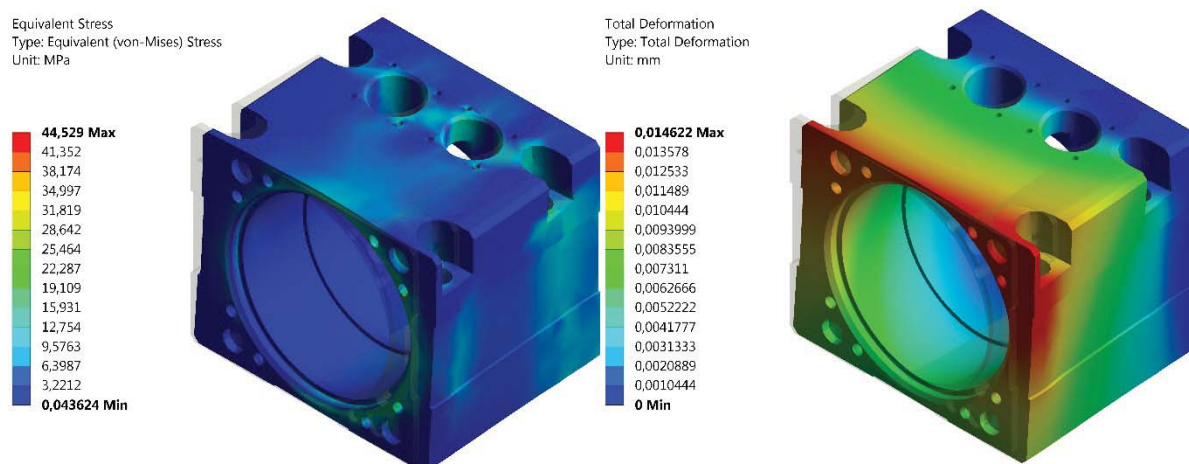 Equivalent Stress
Type: Equivalent (von-Mises) Stress
Unit: MPa
44,529 Max
41,352
38,174
34,997
31,819
28,642
25,464
22,287
19,109
15,931
12,754
9,5763
6,3987
3,2212
0,043624 Min
Total Deformation
Type: Total Deformation
Unit: mm
0,014622 Max
0,013578
0,012533
0,011489
0,010444
0,0093999
0,0083555
0,007311
0,0062666
0,0052222
0,0041777
0,0031333
0,0020889
0,0010444
0 Min